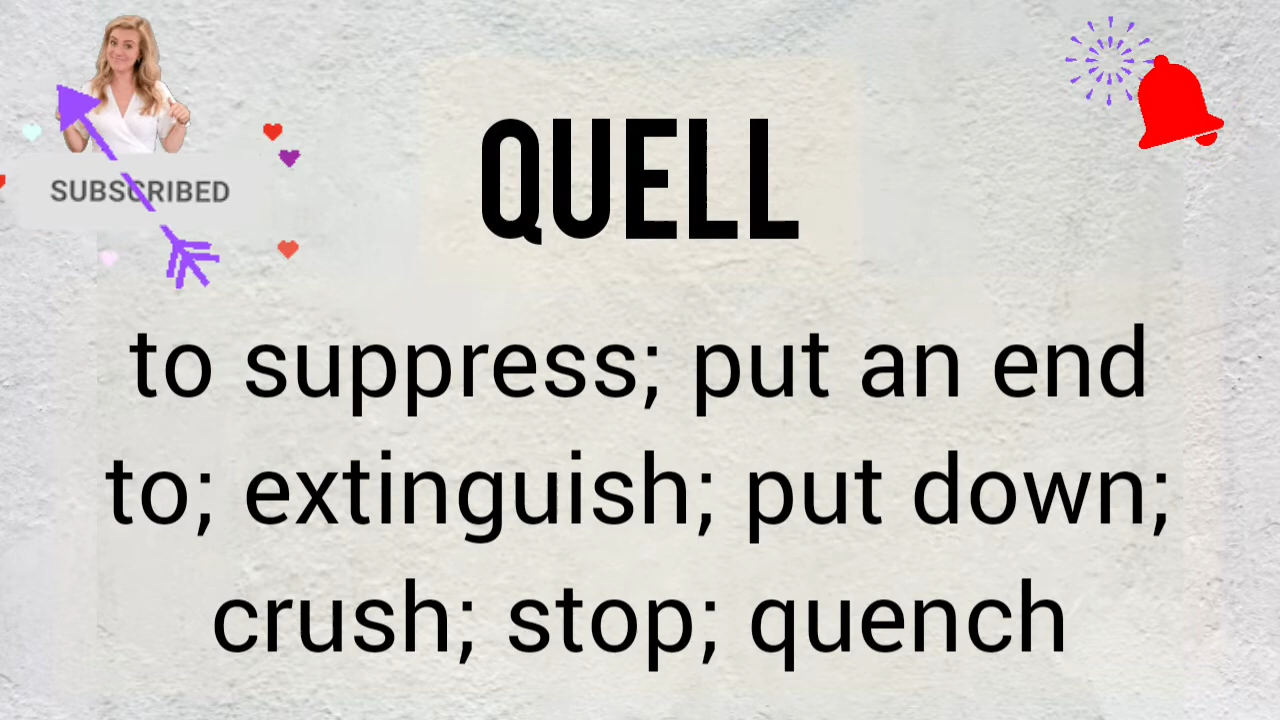 SUBSCRIBED
QUELL
to suppress; put an end
to; extinguish; put down;
crush; stop; quench